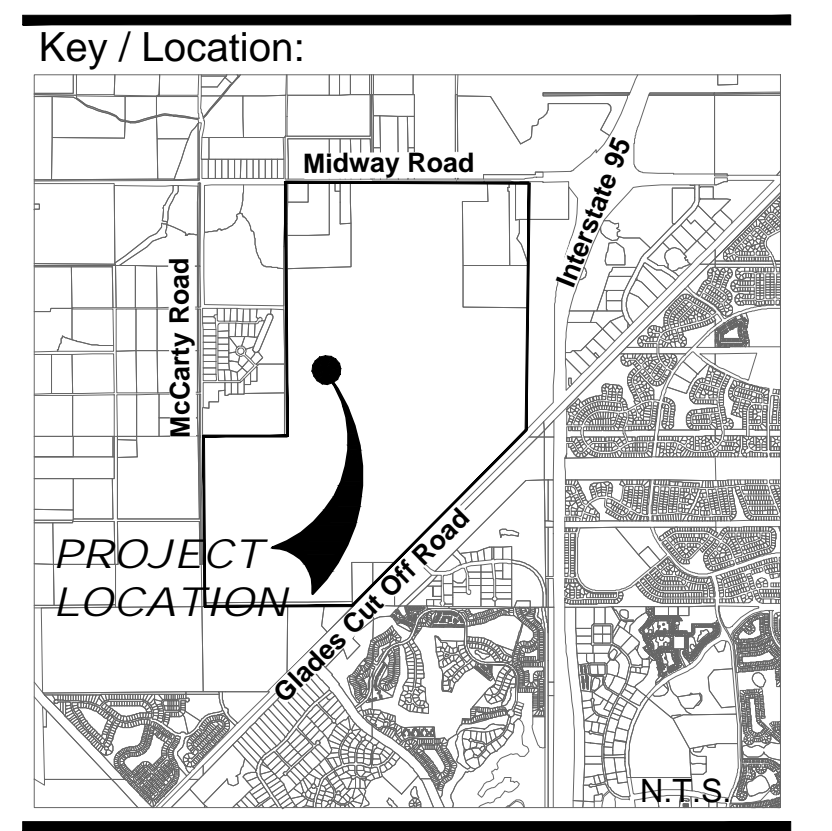 Key / Location:
Midway Road
Interstate 95
McCarty Road
PROJECT
LOCATION
Glades Cut Off Road
N.T.S.